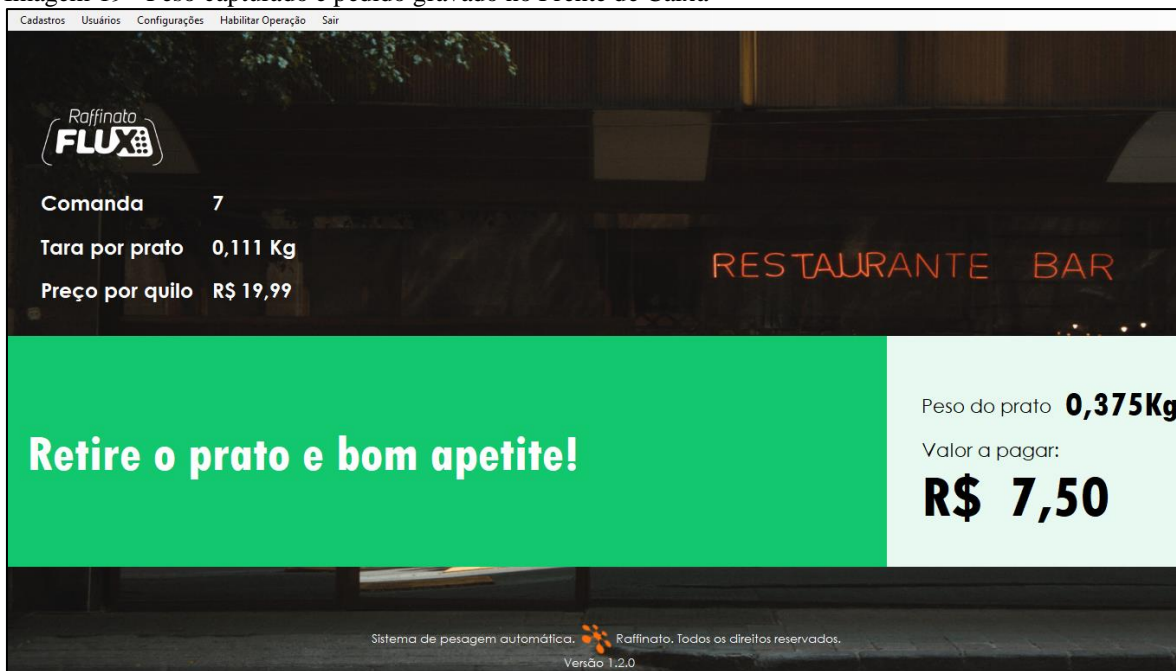 Imagem 19 - Peso capturado e pedido gravado no Frente de Caixa
Cadastros Usuários Configurações Habilitar Operação Sair
Raffinato
FLUX
Comanda 7
Tara por prato 0,111 Kg
Preço por quilo R$ 19,99
RESTAURANTE BAR
Retire o prato e bom apetite!
Peso do prato 0,375Kg
Valor a pagar:
R$ 7,50
Sistema de pesagem automática. Raffinato. Todos os direitos reservados.
Versão 1.2.0